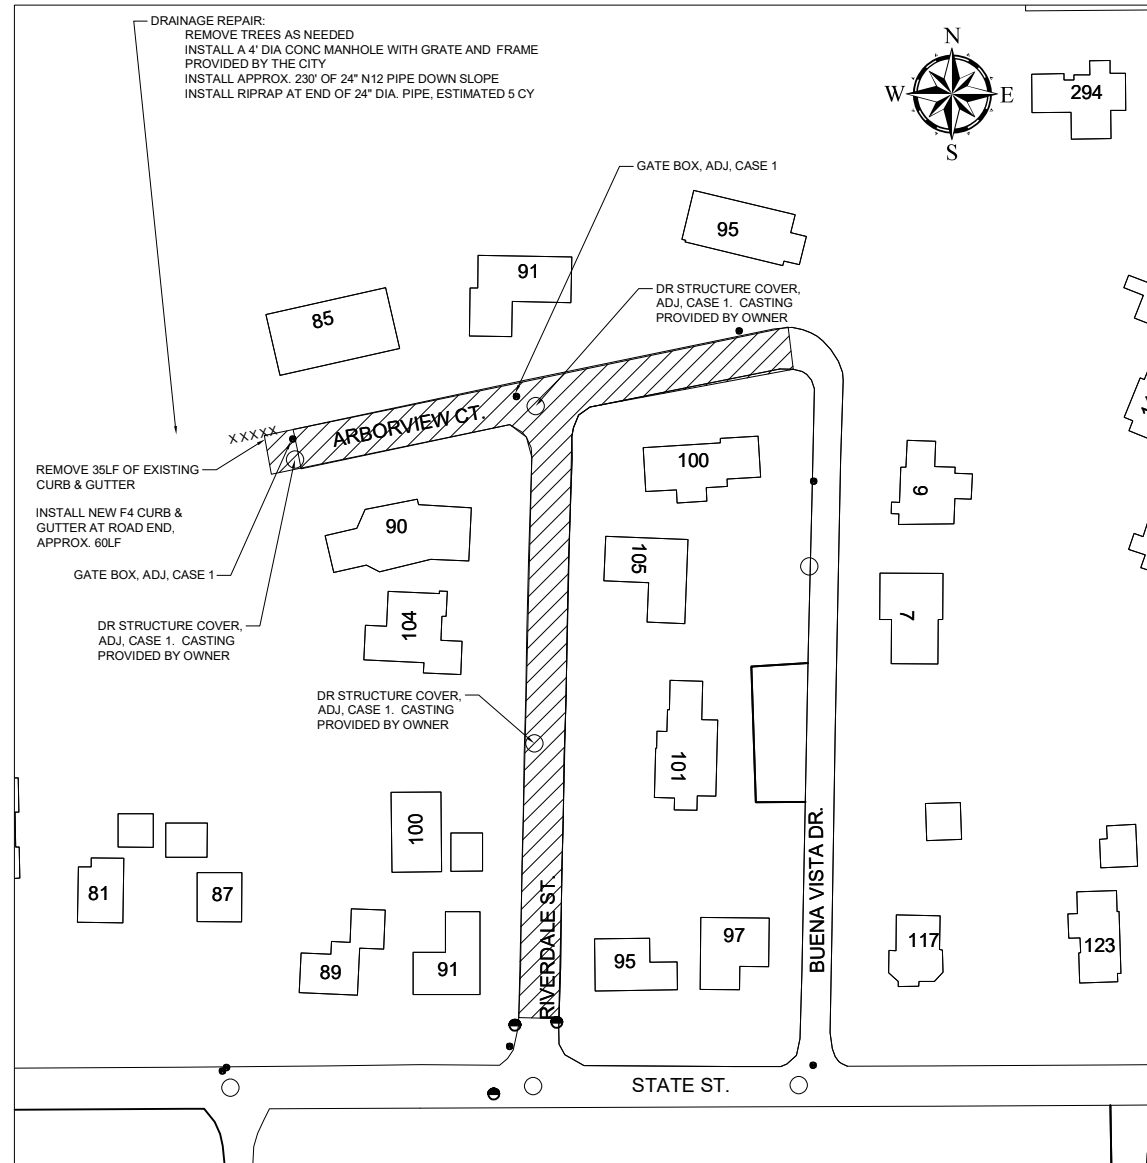 DRAINAGE REPAIR:
REMOVE TREES AS NEEDED
INSTALL A 4' DIA CONC MANHOLE WITH GRATE AND FRAME
PROVIDED BY THE CITY
INSTALL APPROX. 230' OF 24" N12 PIPE DOWN SLOPE
INSTALL RIPRAP AT END OF 24" DIA. PIPE, ESTIMATED 5 CY
N
W
E
S
294
GATE BOX, ADJ, CASE 1
95
91
DR STRUCTURE COVER,
ADJ, CASE 1. CASTING
PROVIDED BY OWNER
85
ARBORVIEW CT.
XXXXX
REMOVE 35LF OF EXISTING
CURB & GUTTER
INSTALL NEW F4 CURB &
GUTTER AT ROAD END,
APPROX. 60LF
GATE BOX, ADJ, CASE 1
DR STRUCTURE COVER,
ADJ, CASE 1. CASTING
PROVIDED BY OWNER
100
90
9
105
104
7
DR STRUCTURE COVER,
ADJ, CASE 1. CASTING
PROVIDED BY OWNER
101
100
BUENA VISTA DR.
81
87
RIVERDALE ST.
89
91
95
97
117
123
STATE ST.